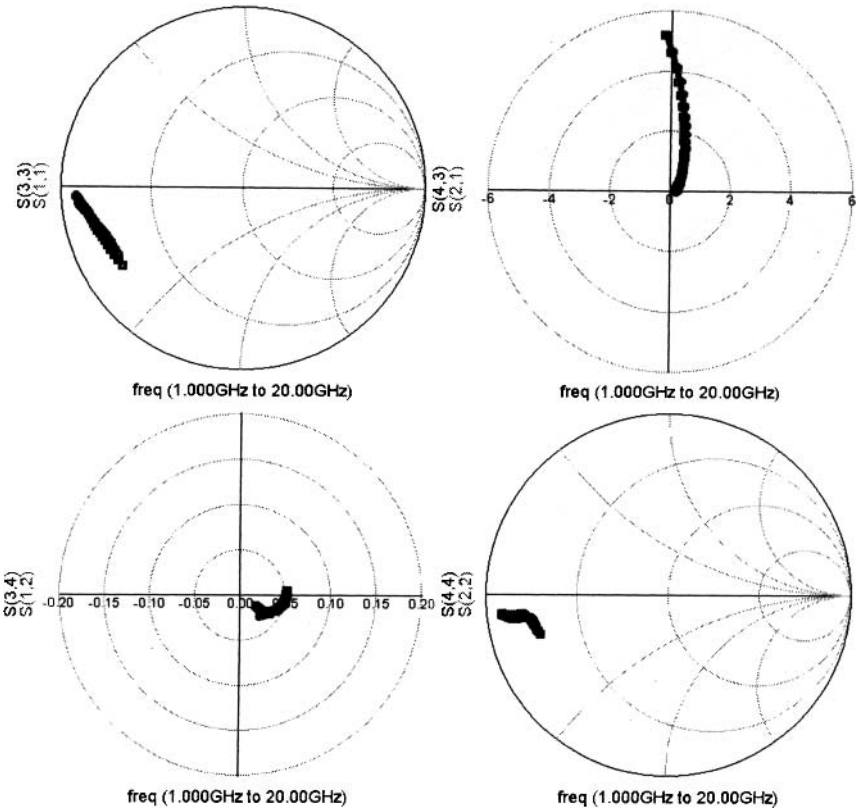 S(3,3)
S(1,1)
freq (1.000GHz to 20.00GHz)
S(4,3)
S(2,1)
-6 -4 -2 0 2 4 6
freq (1.000GHz to 20.00GHz)
S(3,4)
S(1,2)
-0.20 -0.15 -0.10 -0.05 0.00 0.05 0.10 0.15 0.20
freq (1.000GHz to 20.00GHz)
S(4,4)
S(2,2)
freq (1.000GHz to 20.00GHz)